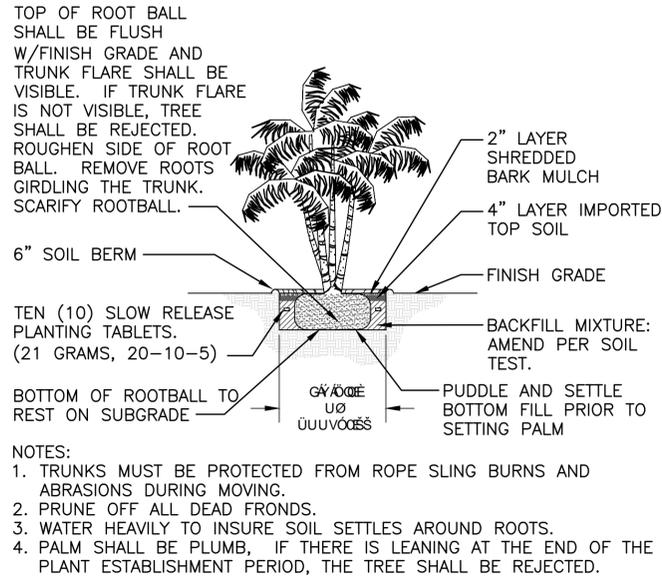 TOP OF ROOT BALL
SHALL BE FLUSH
W/FINISH GRADE AND
TRUNK FLARE SHALL BE
VISIBLE. IF TRUNK FLARE
IS NOT VISIBLE, TREE
SHALL BE REJECTED.
ROUGHEN SIDE OF ROOT
BALL. REMOVE ROOTS
GIRDLING THE TRUNK.
SCARIFY ROOTBALL.
6" SOIL BERM
TEN (10) SLOW RELEASE
PLANTING TABLETS.
(21 GRAMS, 20-10-5)
BOTTOM OF ROOTBALL TO
REST ON SUBGRADE
2" LAYER
SHREDDED
BARK MULCH
4" LAYER IMPORTED
TOP SOIL
FINISH GRADE
BACKFILL MIXTURE:
AMEND PER SOIL
TEST.
PUDDLE AND SETTLE
BOTTOM FILL PRIOR TO
SETTING PALM
NOTES:
1. TRUNKS MUST BE PROTECTED FROM ROPE SLING BURNS AND
ABRASIONS DURING MOVING.
2. PRUNE OFF ALL DEAD FRONDS.
3. WATER HEAVILY TO INSURE SOIL SETTLES AROUND ROOTS.
4. PALM SHALL BE PLUMB, IF THERE IS LEANING AT THE END OF THE
PLANT ESTABLISHMENT PERIOD, THE TREE SHALL BE REJECTED.